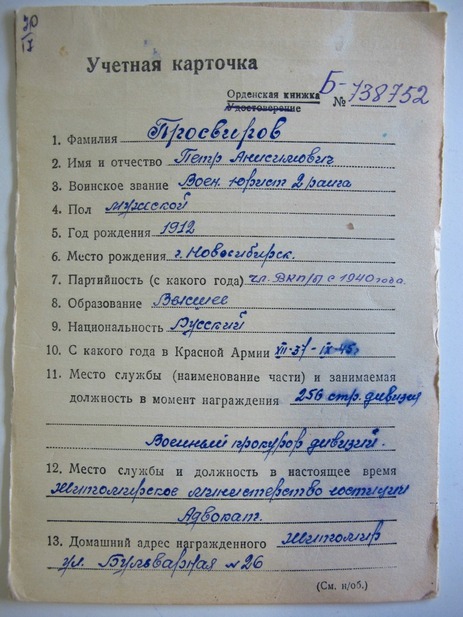 Учетная карточка
Орденская книжка
Удостоверение № Б-738752
1. Фамилия Просвиров
2. Имя и отчество Петр Анисимович
3. Воинское звание Воен. юрист 2 ранга
4. Пол мужской
5. Год рождения 1912
6. Место рождения г. Новосибирск.
7. Партийность (с какого года) чл. ВКП/б с 1940 года
8. Образование Высшее
9. Национальность Русский
10. С какого года в Красной Армии XII-37 - IX-45
11. Место службы (наименование части) и занимаемая
должность в момент награждения 256 стр. дивизия
Военный прокурор дивизии.
12. Место службы и должность в настоящее время
Житомирское министерство юстиции
Адвокат.
13. Домашний адрес награжденного Житомир
ул. Бульварная №26
(См. н/об.)